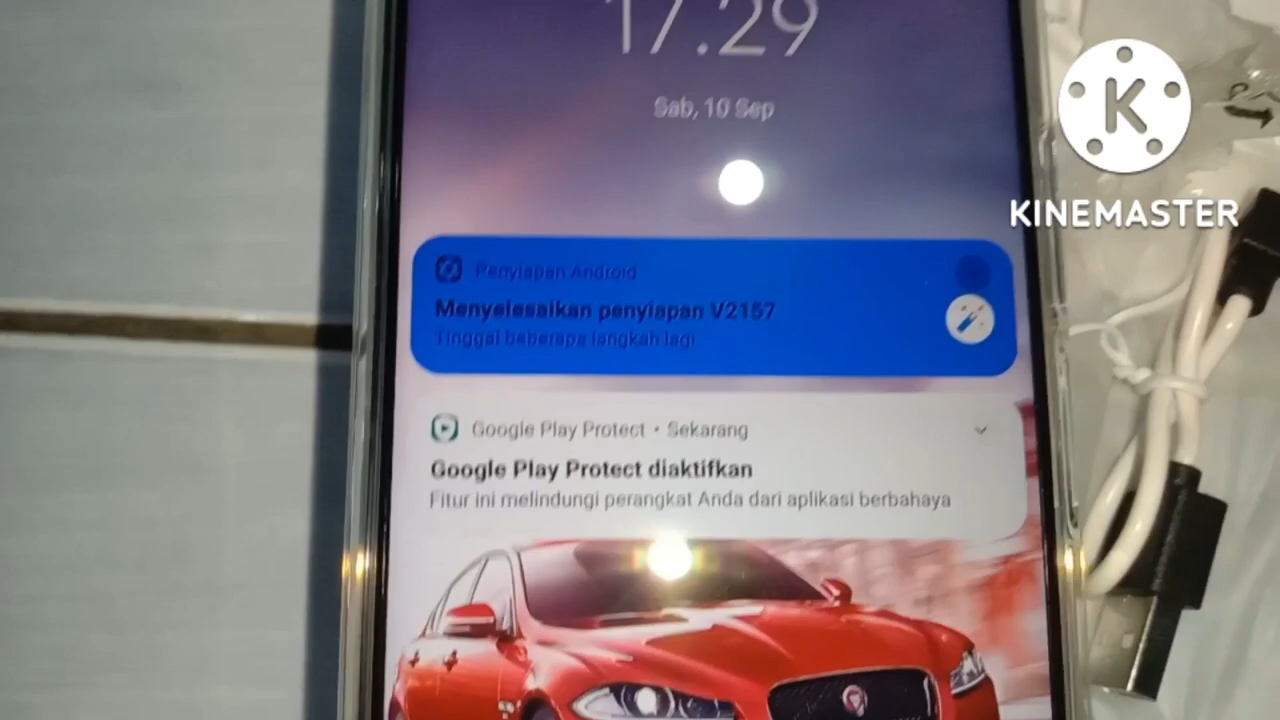 17.29
Sab, 10 Sep
K
KINEMASTER
Penyiapan Android
Menyelesaikan penyiapan V2157
Tinggal beberapa langkah lagi
Google Play Protect • Sekarang
Google Play Protect diaktifkan
Fitur ini melindungi perangkat Anda dari aplikasi berbahaya